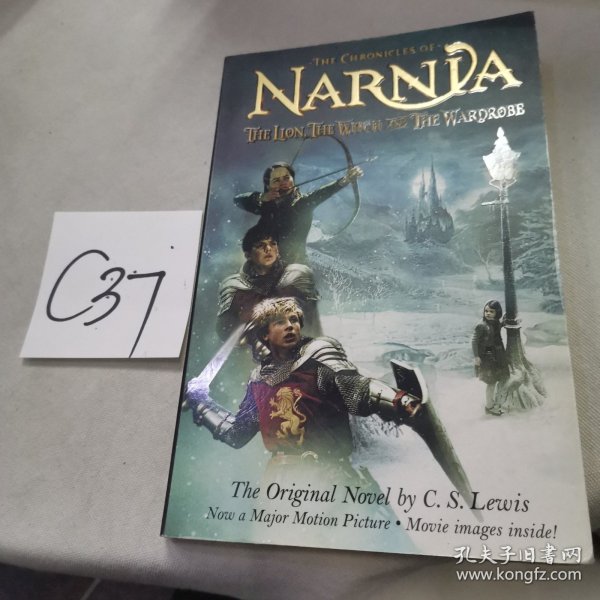 THE CHRONICLES OF
NARNIA
THE LION, THE WITCH AND THE WARDROBE
C37
The Original Novel by C. S. Lewis
Now a Major Motion Picture • Movie images inside!
孔夫子旧书网
www.kongfz.com